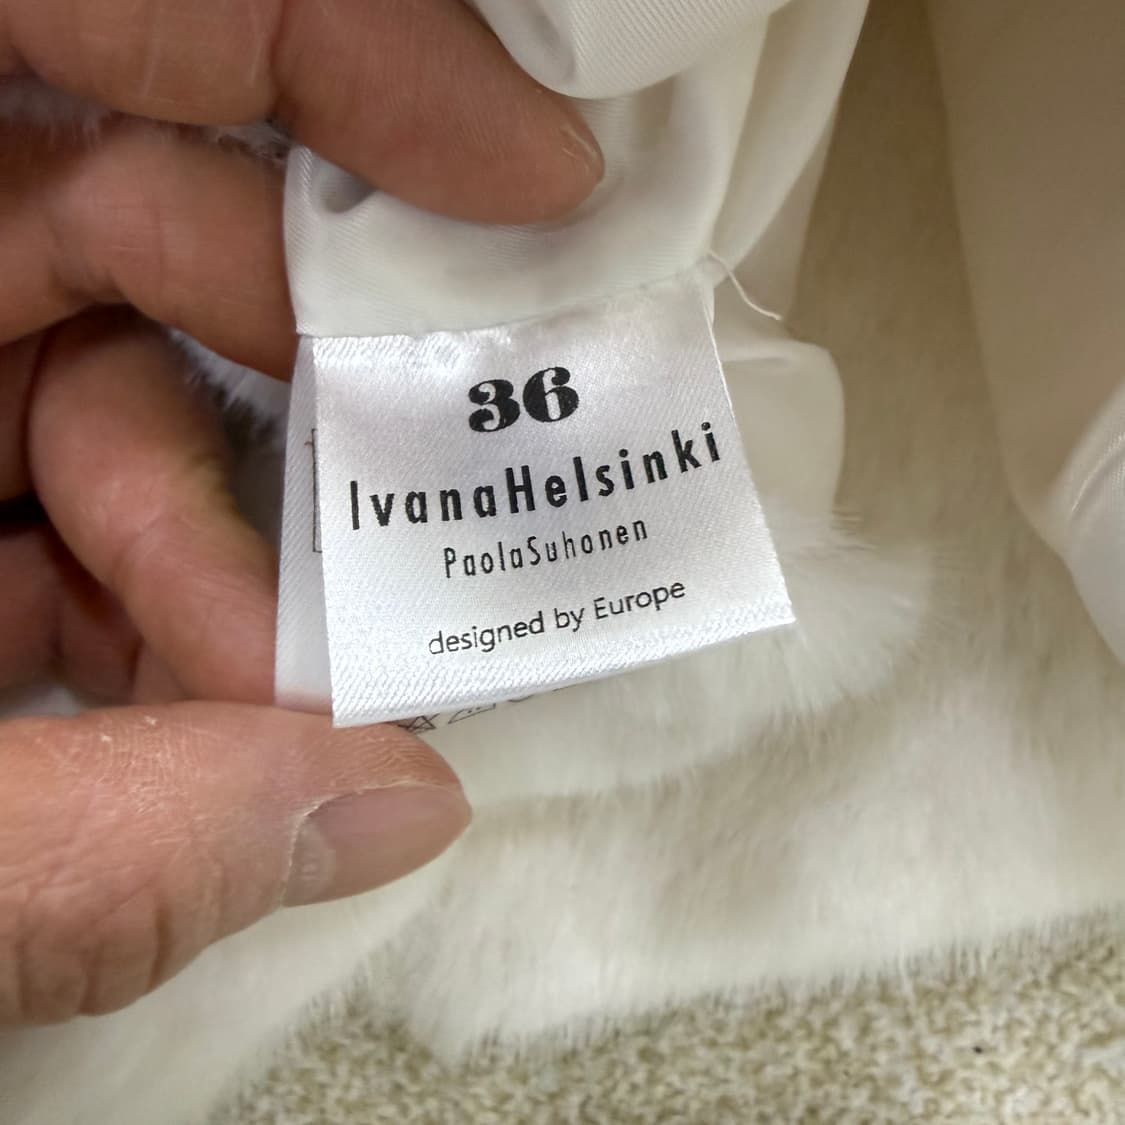 36
IvanaHelsinki
PaolaSuhonen
designed by Europe